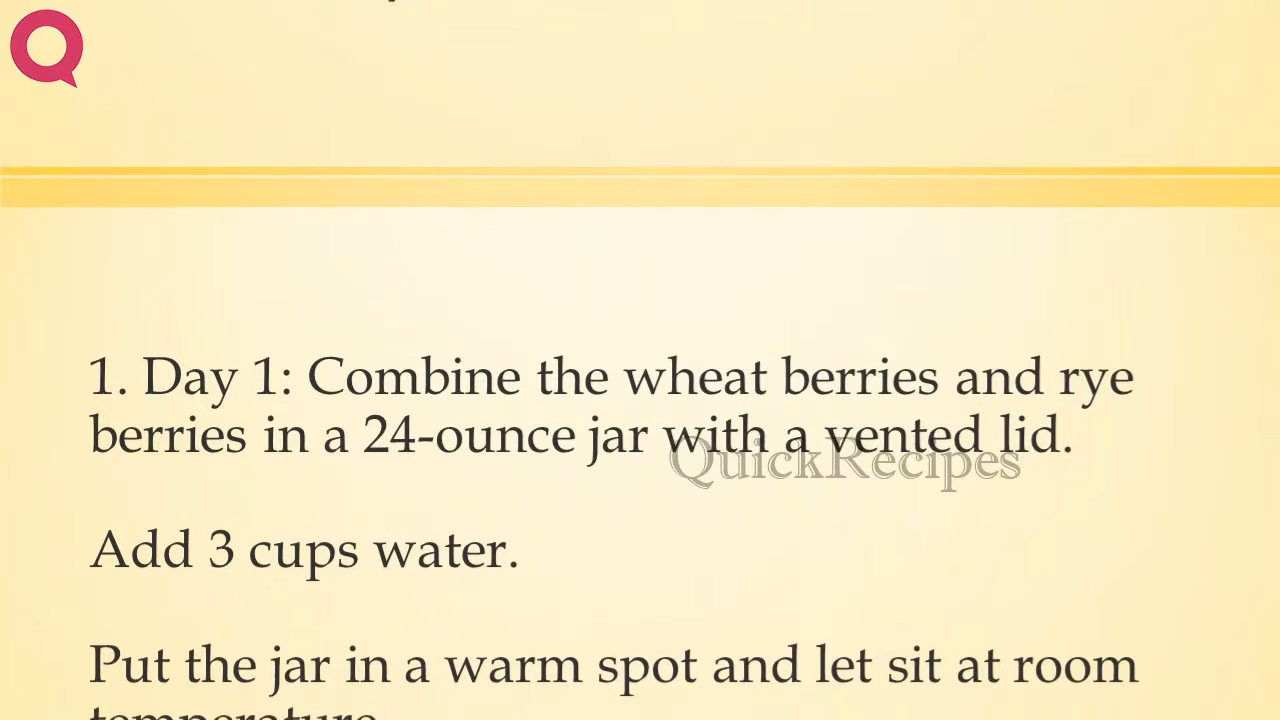 1. Day 1: Combine the wheat berries and rye
berries in a 24-ounce jar with a vented lid.
QuickRecipes
Add 3 cups water.
Put the jar in a warm spot and let sit at room
temperature.